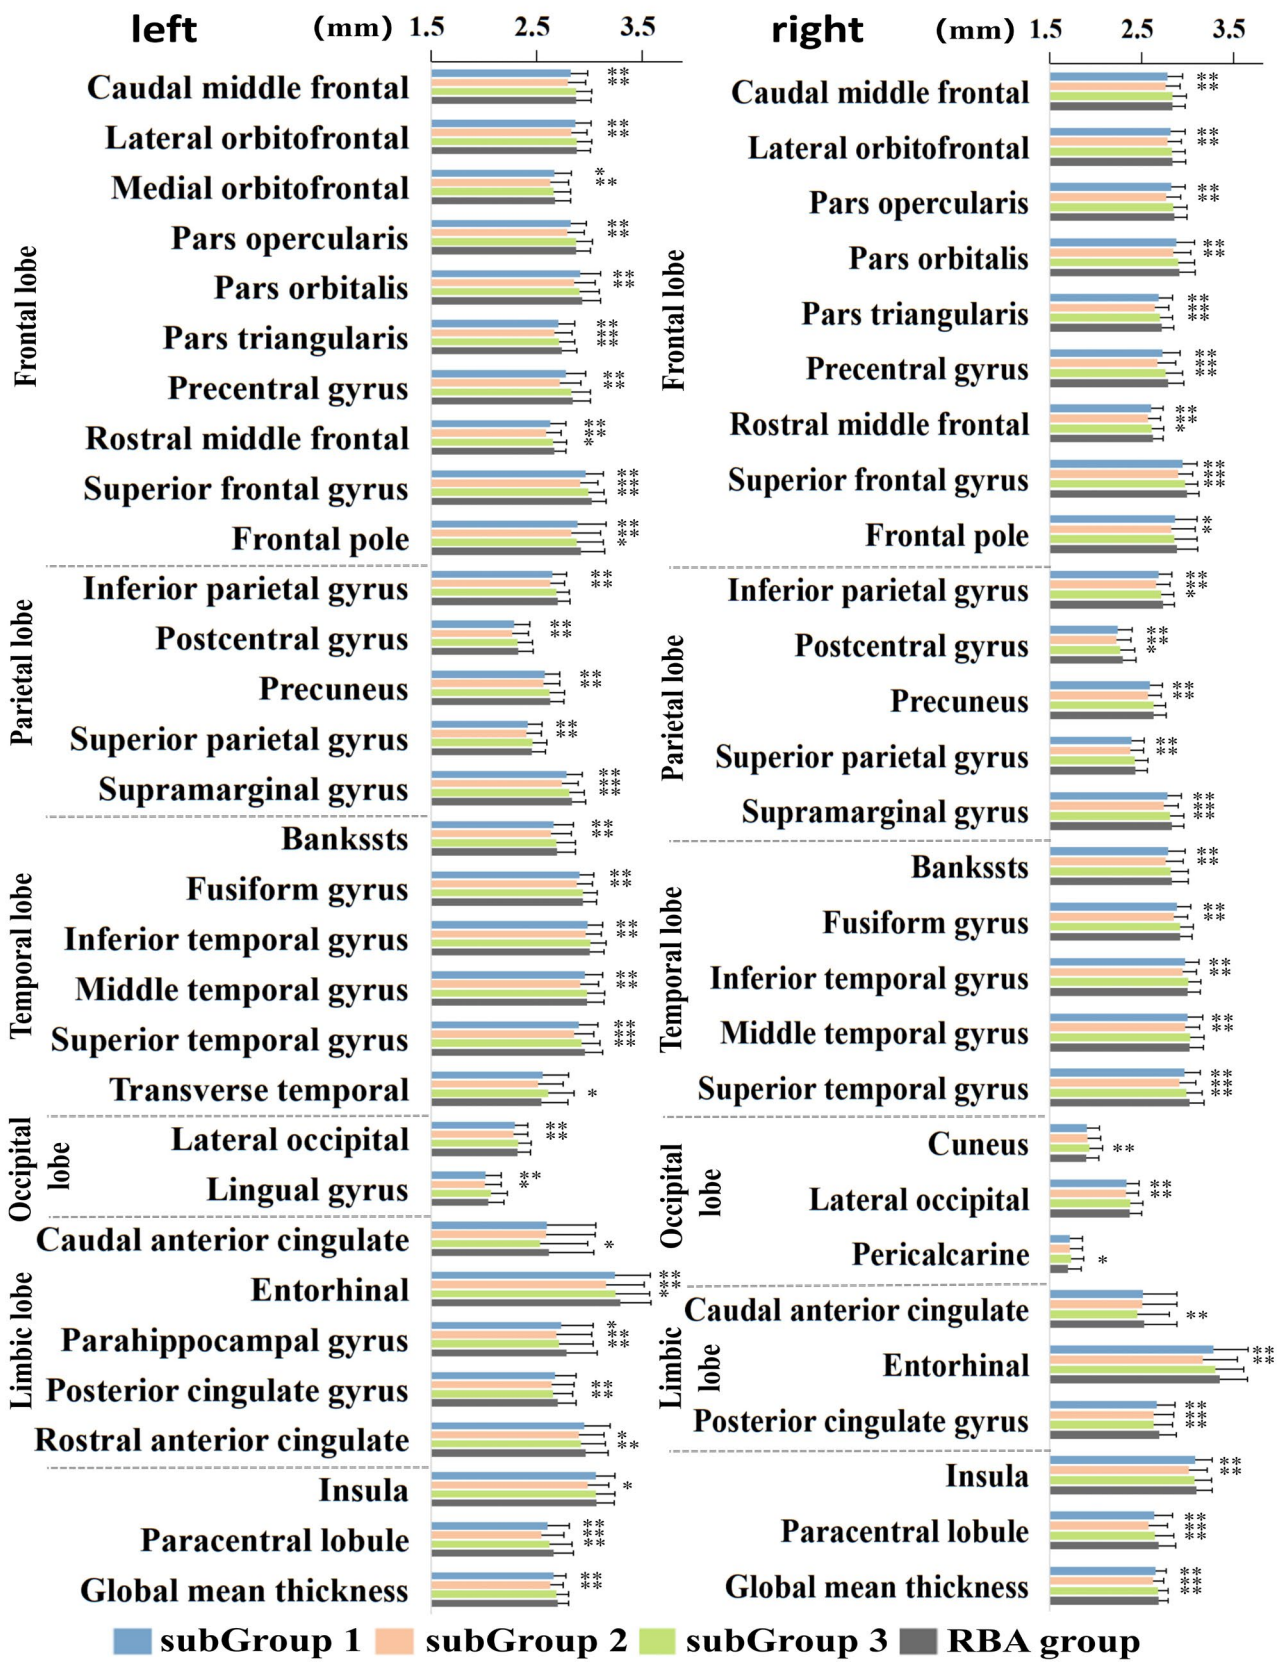 left (mm) 1.5 2.5 3.5
Frontal lobe
Caudal middle frontal ** **
Lateral orbitofrontal ** **
Medial orbitofrontal * **
Pars opercularis ** **
Pars orbitalis ** **
Pars triangularis ** ** **
Precentral gyrus ** **
Rostral middle frontal ** ** *
Superior frontal gyrus ** ** **
Frontal pole ** ** *
Parietal lobe
Inferior parietal gyrus ** **
Postcentral gyrus ** **
Precuneus ** **
Superior parietal gyrus ** **
Supramarginal gyrus ** ** **
Temporal lobe
Bankssts ** **
Fusiform gyrus ** **
Inferior temporal gyrus ** **
Middle temporal gyrus ** **
Superior temporal gyrus ** ** **
Transverse temporal *
Occipital
lobe
Lateral occipital ** **
Lingual gyrus ** *
Limbic lobe
Caudal anterior cingulate *
Entorhinal ** ** *
Parahippocampal gyrus * ** **
Posterior cingulate gyrus ** **
Rostral anterior cingulate * **
Insula *
Paracentral lobule ** ** **
Global mean thickness ** **
right (mm) 1.5 2.5 3.5
Frontal lobe
Caudal middle frontal ** **
Lateral orbitofrontal ** **
Pars opercularis ** **
Pars orbitalis ** **
Pars triangularis ** ** **
Precentral gyrus ** ** **
Rostral middle frontal ** ** *
Superior frontal gyrus ** ** **
Frontal pole * *
Parietal lobe
Inferior parietal gyrus ** ** *
Postcentral gyrus ** ** *
Precuneus ** **
Superior parietal gyrus ** **
Supramarginal gyrus ** ** **
Temporal lobe
Bankssts ** **
Fusiform gyrus ** **
Inferior temporal gyrus ** **
Middle temporal gyrus ** **
Superior temporal gyrus ** ** **
Occipital
lobe
Cuneus **
Lateral occipital ** **
Pericalcarine *
Limbic
lobe
Caudal anterior cingulate **
Entorhinal ** **
Posterior cingulate gyrus ** ** **
Insula ** **
Paracentral lobule ** ** **
Global mean thickness ** ** **
subGroup 1 subGroup 2 subGroup 3 RBA group